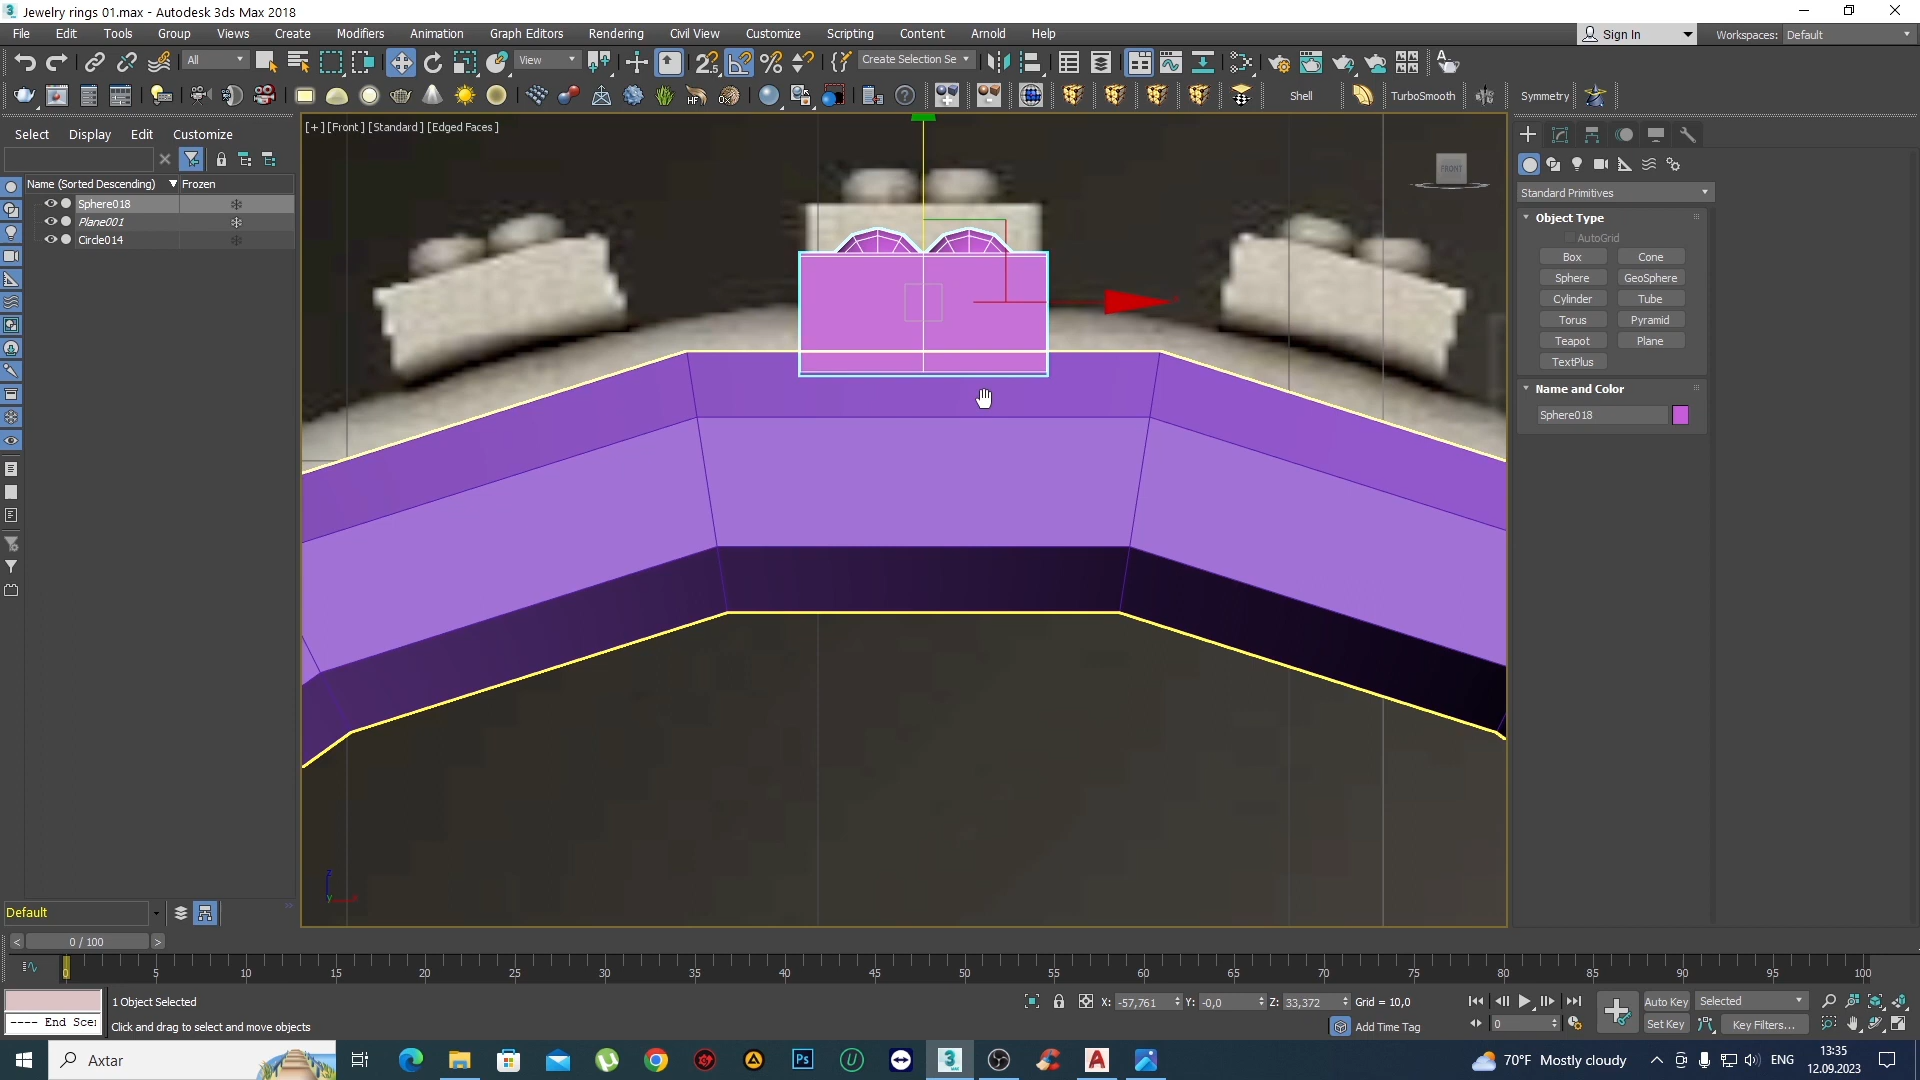 Jewelry rings 01.max - Autodesk 3ds Max 2018
File Edit Tools Group Views Create Modifiers Animation Graph Editors Rendering Civil View Customize Scripting Content Arnold Help Sign In Workspaces: Default
All View Create Selection Se
Shell TurboSmooth Symmetry
Select Display Edit Customize
[+] [Front ] [Standard ] [Edged Faces ]
Name (Sorted Descending) Frozen
Sphere018
Plane001
Circle014
FRONT
Standard Primitives
Object Type
AutoGrid
Box Cone
Sphere GeoSphere
Cylinder Tube
Torus Pyramid
Teapot Plane
TextPlus
Name and Color
Sphere018
z
y
Default
< 0 / 100 >
0 5 10 15 20 25 30 35 40 45 50 55 60 65 70 75 80 85 90 95 100
1 Object Selected X: -57,761 Y: -0,0 Z: 33,372 Grid = 10,0 Auto Key Selected
---- End Sce
Click and drag to select and move objects Add Time Tag 0 Set Key Key Filters...
Axtar 70°F Mostly cloudy ENG 13:35
12.09.2023